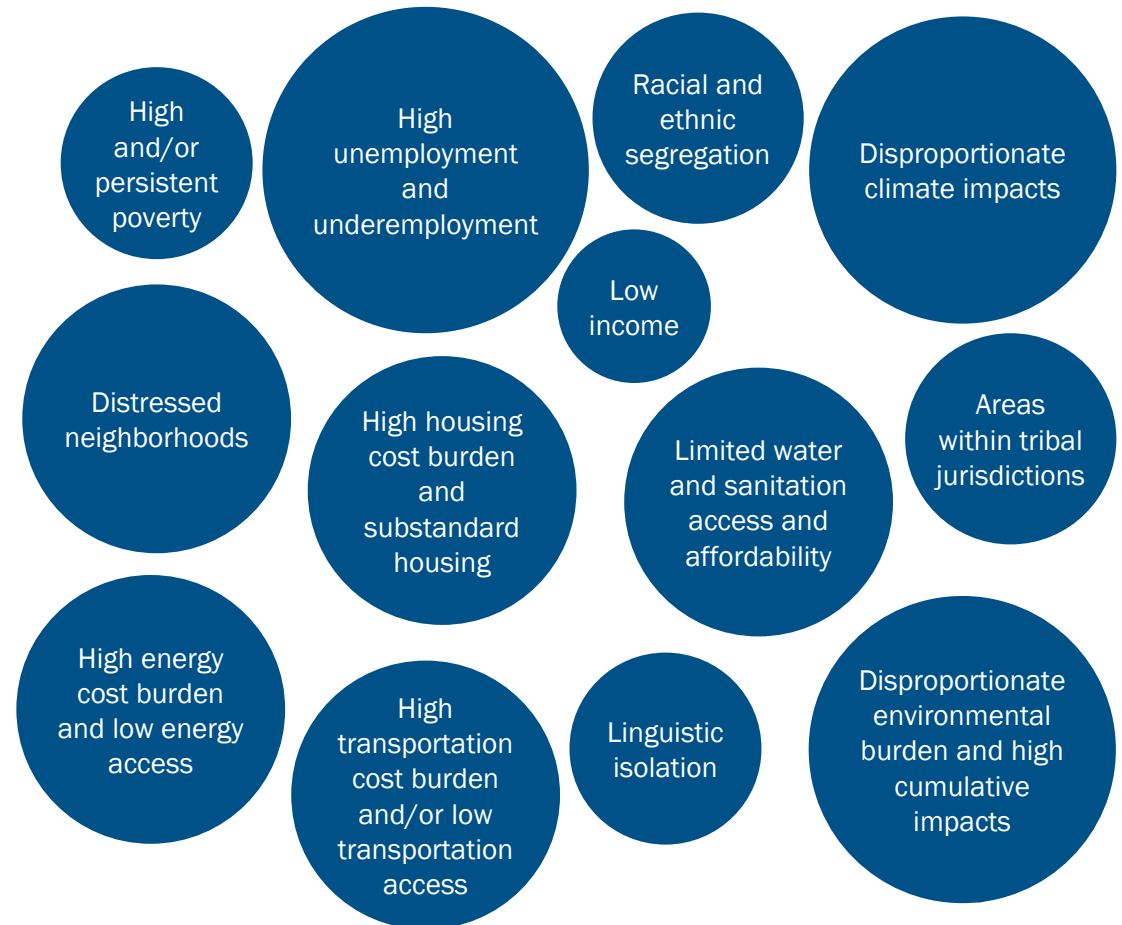 High
and/or
persistent
poverty
High
unemployment
and
underemployment
Racial and
ethnic
segregation
Disproportionate
climate impacts
Low
income
Distressed
neighborhoods
High housing
cost burden
and
substandard
housing
Limited water
and sanitation
access and
affordability
Areas
within tribal
jurisdictions
High energy
cost burden
and low energy
access
High
transportation
cost burden
and/or low
transportation
access
Linguistic
isolation
Disproportionate
environmental
burden and high
cumulative
impacts